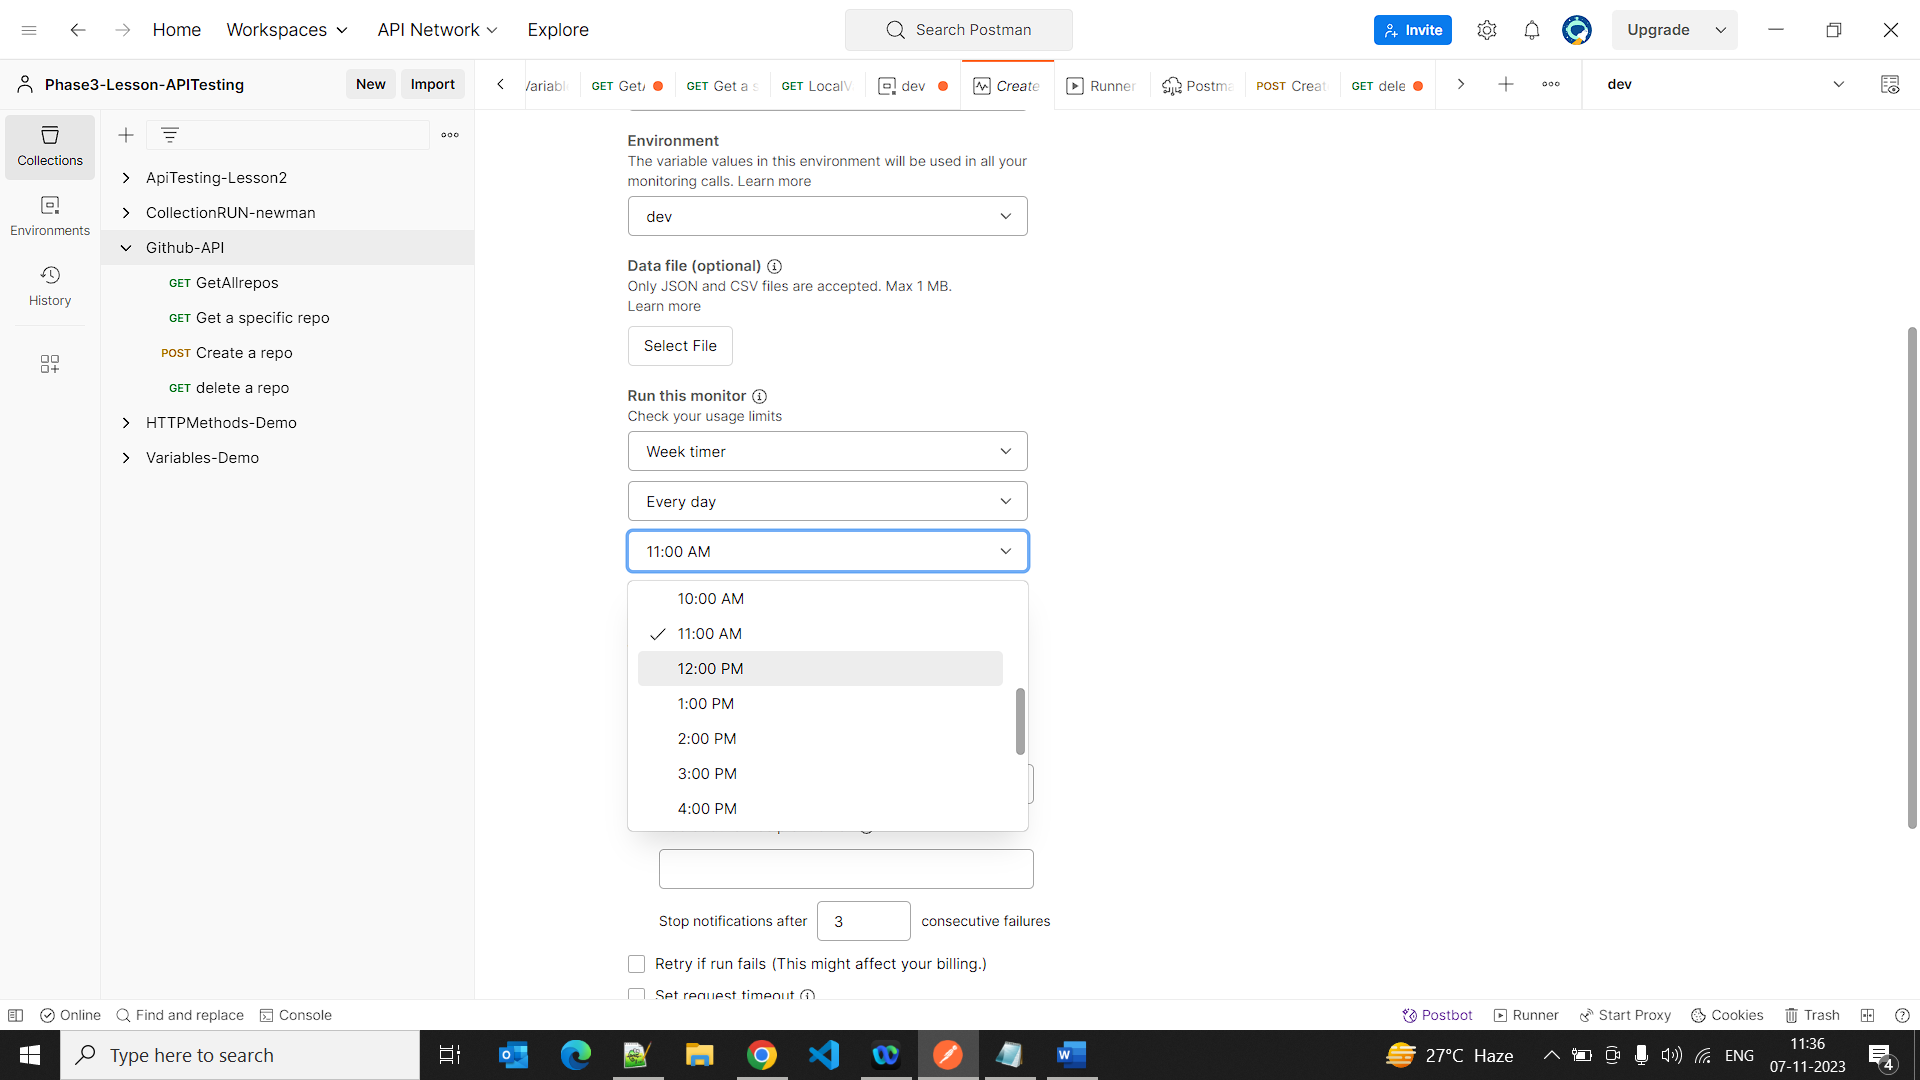 Home
Workspaces
API Network
Explore
Search Postman
Invite
Upgrade
Phase3-Lesson-APITesting
New
Import
GET
GET Get a s
GET LocalV
dev
Create
Runner
Postma
POST Creat
GET dele
dev
Collections
Environments
History
ApiTesting-Lesson2
CollectionRUN-newman
Github-API
GET GetAllrepos
GET Get a specific repo
POST Create a repo
GET delete a repo
HTTPMethods-Demo
Variables-Demo
Environment
The variable values in this environment will be used in all your
monitoring calls. Learn more
dev
Data file (optional)
Only JSON and CSV files are accepted. Max 1 MB.
Learn more
Select File
Run this monitor
Check your usage limits
Week timer
Every day
11:00 AM
10:00 AM
11:00 AM
12:00 PM
1:00 PM
2:00 PM
3:00 PM
4:00 PM
Stop notifications after 3 consecutive failures
Retry if run fails (This might affect your billing.)
Set request timeout
Online
Find and replace
Console
Postbot
Runner
Start Proxy
Cookies
Trash
Type here to search
27°C Haze
ENG
11:36
07-11-2023
4